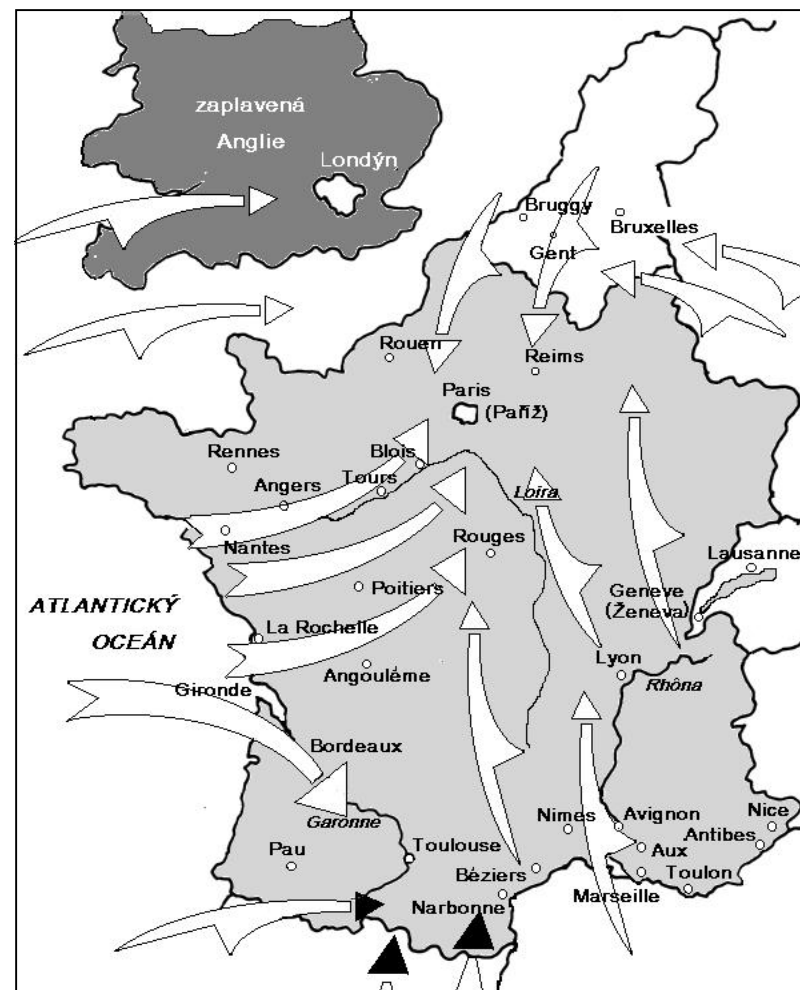 zaplavená
Anglie
Londýn
Bruggy
Bruxelles
Gent
Rouen
Reims
Paris
(Paříž)
Rennes
Blois
Angers
Tours
Loira
Nantes
Rouges
Lausanne
Poitiers
Geneve
(Ženeva)
ATLANTICKÝ
OCEÁN
La Rochelle
Lyon
Angouléme
Rhôna
Gironde
Bordeaux
Garonne
Nimes
Avignon
Nice
Antibes
Pau
Toulouse
Aux
Béziers
Toulon
Marseille
Narbonne